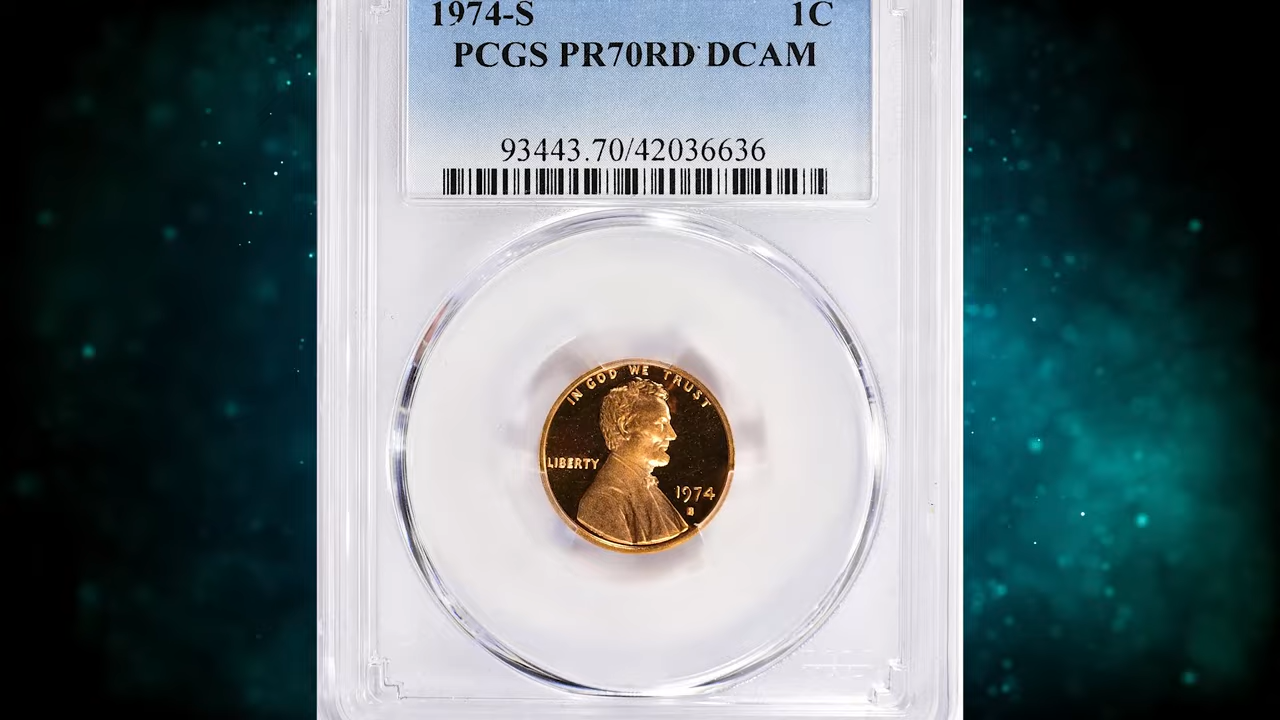 1974-S 1C
PCGS PR70RD DCAM
93443.70/42036636
IN GOD WE TRUST
LIBERTY
1974
S